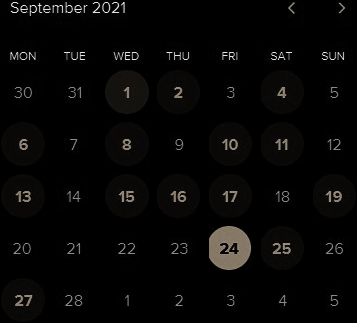 September 2021
MON TUE WED THU FRI SAT SUN
30 31 1 2 3 4 5
6 7 8 9 10 11 12
13 14 15 16 17 18 19
20 21 22 23 24 25 26
27 28 1 2 3 4 5